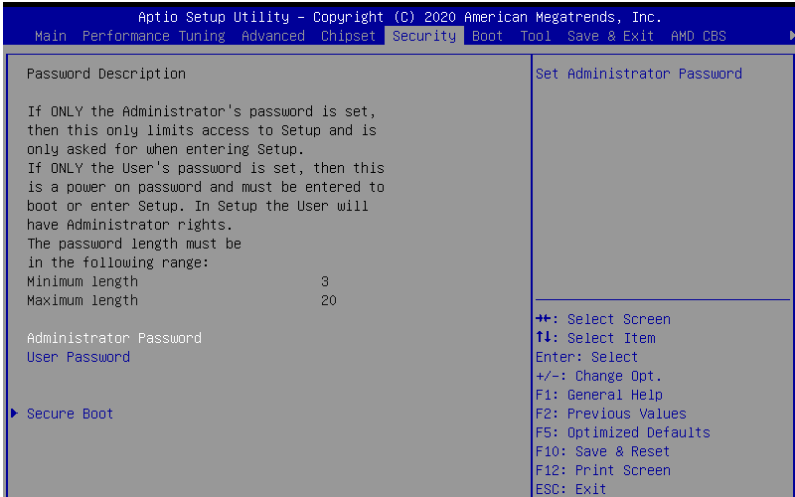 Aptio Setup Utility – Copyright (C) 2020 American Megatrends, Inc.
Main Performance Tuning Advanced Chipset Security Boot Tool Save & Exit AMD CBS
Password Description
If ONLY the Administrator's password is set,
then this only limits access to Setup and is
only asked for when entering Setup.
If ONLY the User's password is set, then this
is a power on password and must be entered to
boot or enter Setup. In Setup the User will
have Administrator rights.
The password length must be
in the following range:
Minimum length 3
Maximum length 20
Administrator Password
User Password
Secure Boot
Set Administrator Password
→←: Select Screen
↑↓: Select Item
Enter: Select
+/-: Change Opt.
F1: General Help
F2: Previous Values
F5: Optimized Defaults
F10: Save & Reset
F12: Print Screen
ESC: Exit